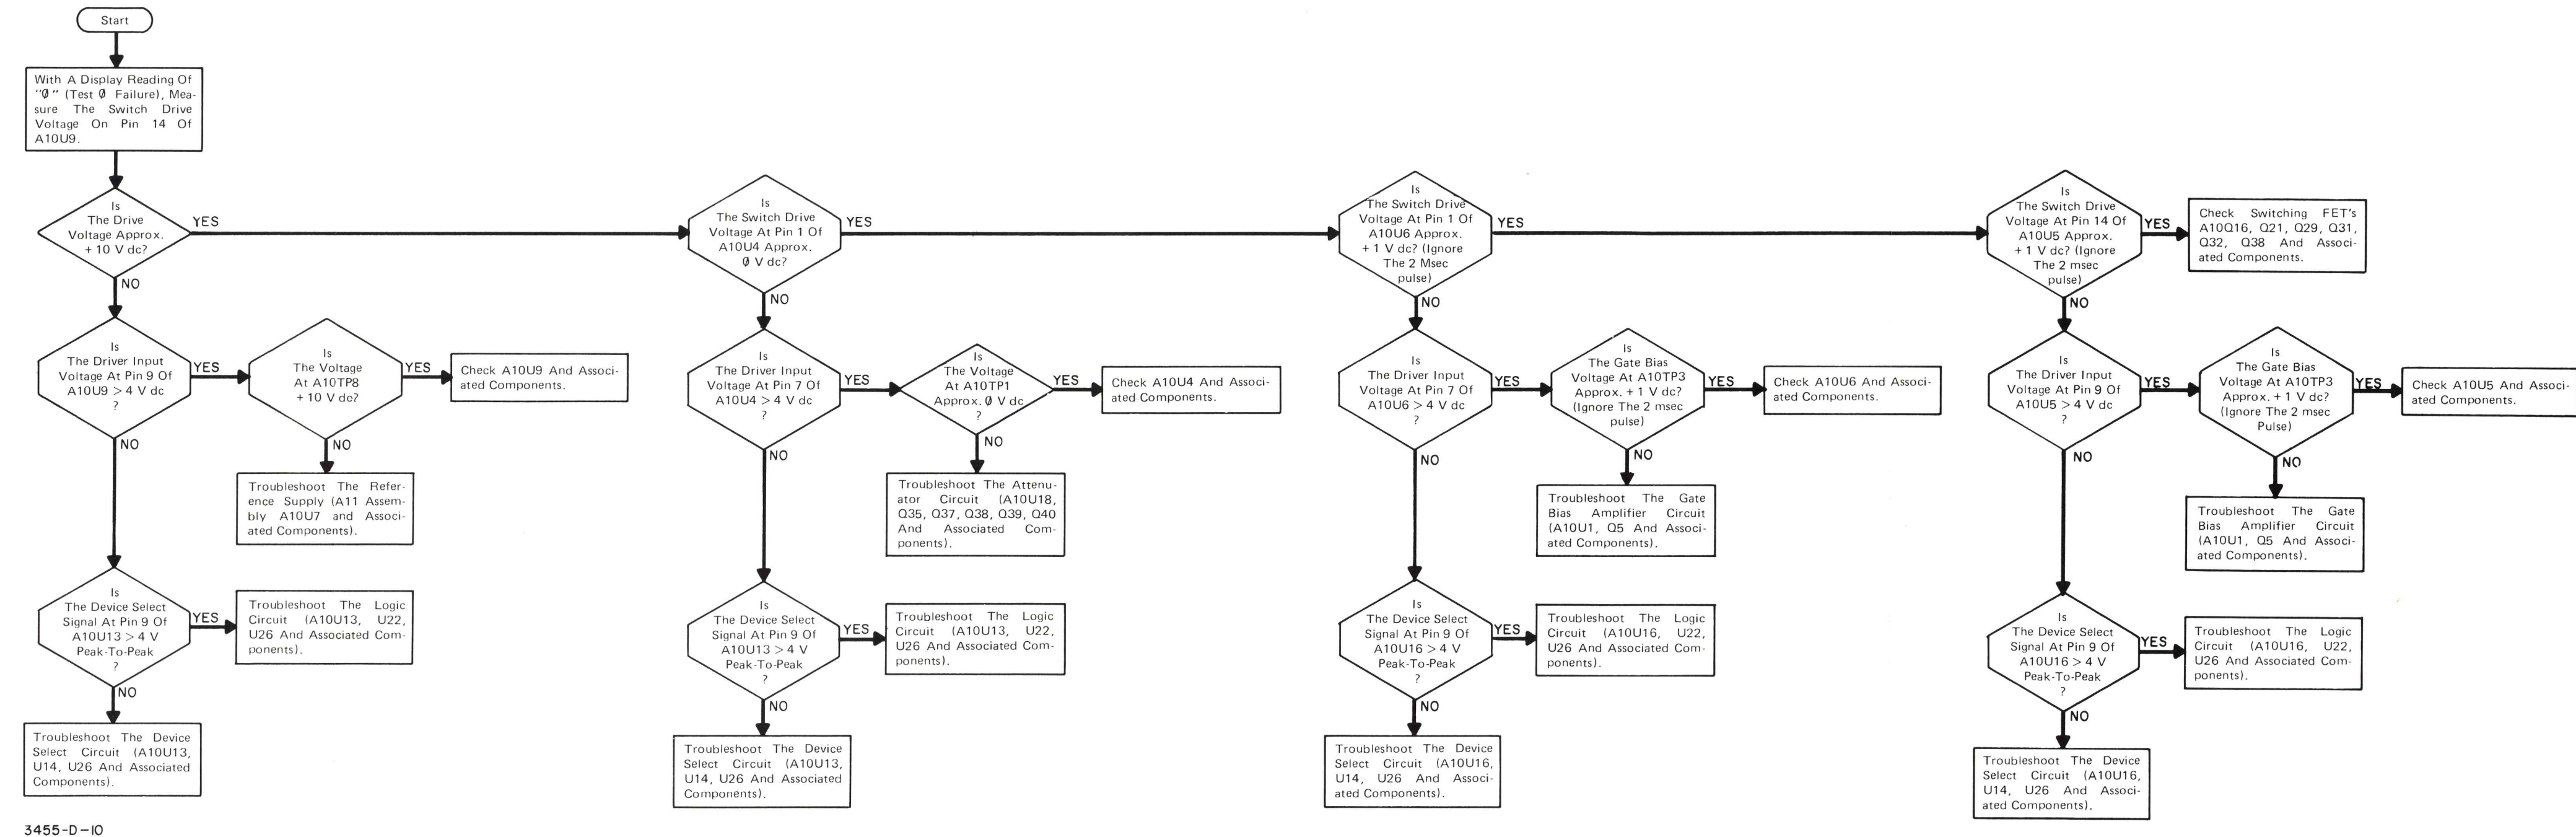 Start
With A Display Reading Of
"0̸" (Test 0̸ Failure), Mea-
sure The Switch Drive
Voltage On Pin 14 Of
A10U9.
Is
The Drive
Voltage Approx.
+ 10 V dc?
YES
NO
Is
The Driver Input
Voltage At Pin 9 Of
A10U9 > 4 V dc
?
YES
NO
Is
The Voltage
At A10TP8
+ 10 V dc?
YES
NO
Check A10U9 And Associ-
ated Components.
Troubleshoot The Refer-
ence Supply (A11 Assem-
bly A10U7 and Associ-
ated Components).
Is
The Device Select
Signal At Pin 9 Of
A10U13 > 4 V
Peak-To-Peak
?
YES
NO
Troubleshoot The Logic
Circuit (A10U13, U22,
U26 And Associated Com-
ponents).
Troubleshoot The Device
Select Circuit (A10U13,
U14, U26 And Associated
Components).
Is
The Switch Drive
Voltage At Pin 1 Of
A10U4 Approx.
0̸ V dc?
YES
NO
Is
The Driver Input
Voltage At Pin 7 Of
A10U4 > 4 V dc
?
YES
NO
Is
The Voltage
At A10TP1
Approx. 0̸ V dc
?
YES
NO
Check A10U4 And Associ-
ated Components.
Troubleshoot The Attenu-
ator Circuit (A10U18,
Q35, Q37, Q38, Q39, Q40
And Associated Com-
ponents).
Is
The Device Select
Signal At Pin 9 Of
A10U13 > 4 V
Peak-To-Peak
?
YES
NO
Troubleshoot The Logic
Circuit (A10U13, U22,
U26 And Associated Com-
ponents).
Troubleshoot The Device
Select Circuit (A10U13,
U14, U26 And Associated
Components).
Is
The Switch Drive
Voltage At Pin 1 Of
A10U6 Approx.
+ 1 V dc? (Ignore
The 2 Msec
pulse)
YES
NO
Is
The Driver Input
Voltage At Pin 7 Of
A10U6 > 4 V dc
?
YES
NO
Is
The Gate Bias
Voltage At A10TP3
Approx. + 1 V dc?
(Ignore The 2 msec
pulse)
YES
NO
Check A10U6 And Associ-
ated Components.
Troubleshoot The Gate
Bias Amplifier Circuit
(A10U1, Q5 And Associ-
ated Components).
Is
The Device Select
Signal At Pin 9 Of
A10U16 > 4 V
Peak-To-Peak
?
YES
NO
Troubleshoot The Logic
Circuit (A10U16, U22,
U26 And Associated Com-
ponents).
Troubleshoot The Device
Select Circuit (A10U16,
U14, U26 And Associ-
ated Components).
Is
The Switch Drive
Voltage At Pin 14 Of
A10U5 Approx.
+ 1 V dc? (Ignore
The 2 msec
pulse)
YES
NO
Check Switching FET's
A10Q16, Q21, Q29, Q31,
Q32, Q38 And Associ-
ated Components.
Is
The Driver Input
Voltage At Pin 9 Of
A10U5 > 4 V dc
?
YES
NO
Is
The Gate Bias
Voltage At A10TP3
Approx. + 1 V dc?
(Ignore The 2 msec
Pulse)
YES
NO
Check A10U5 And Associ-
ated Components.
Troubleshoot The Gate
Bias Amplifier Circuit
(A10U1, Q5 And Associ-
ated Components).
Is
The Device Select
Signal At Pin 9 Of
A10U16 > 4 V
Peak-To-Peak
?
YES
NO
Troubleshoot The Logic
Circuit (A10U16, U22,
U26 And Associated Com-
ponents).
Troubleshoot The Device
Select Circuit (A10U16,
U14, U26 And Associ-
ated Components).
3455-D-10